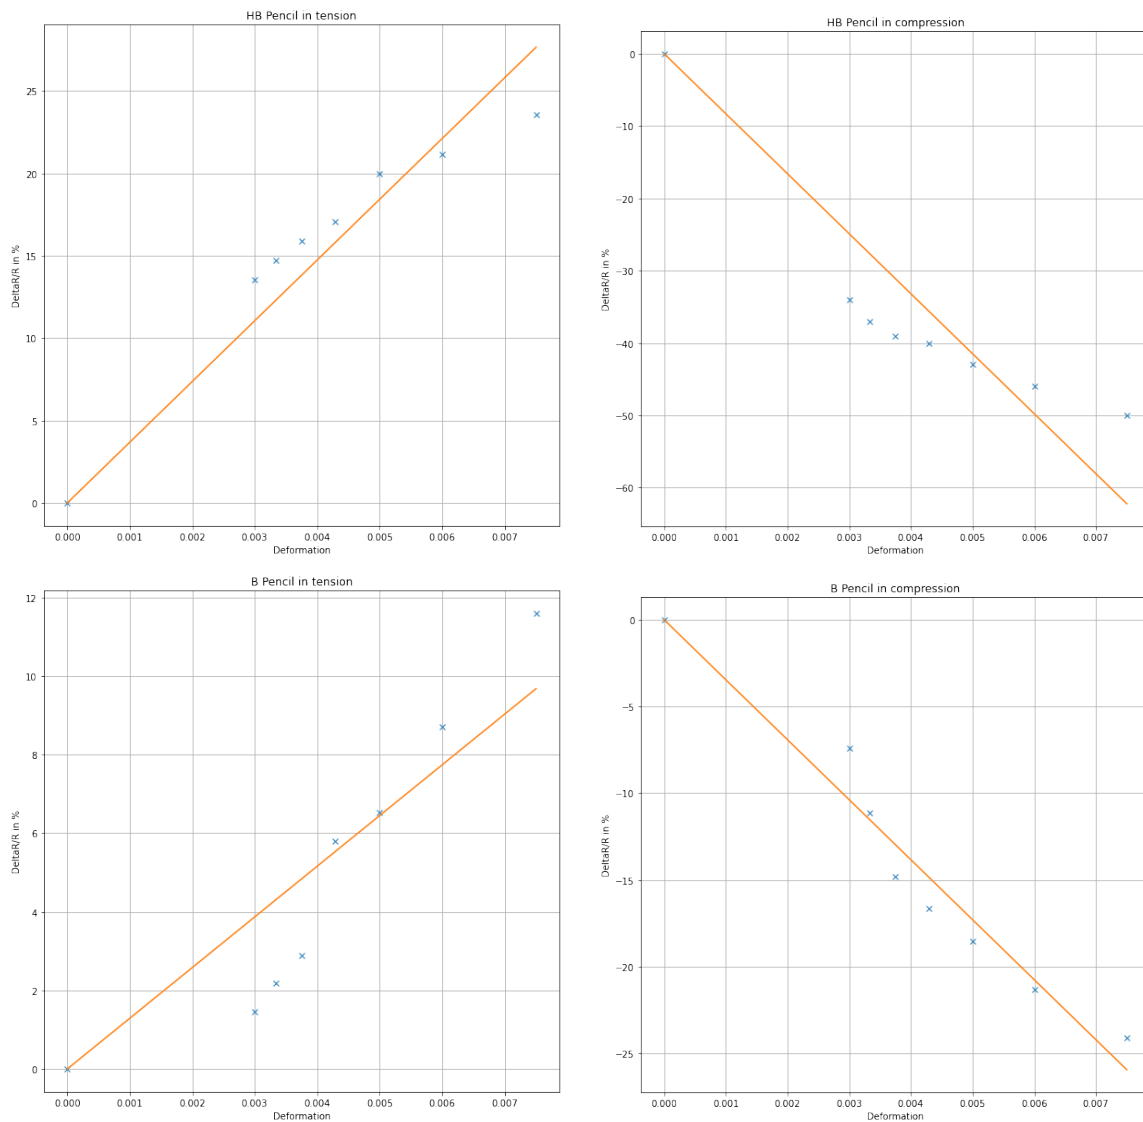 HB Pencil in tension
25
20
15
10
5
0
DeltaR/R in %
0.000 0.001 0.002 0.003 0.004 0.005 0.006 0.007
Deformation
HB Pencil in compression
0
−10
−20
−30
−40
−50
−60
DeltaR/R in %
0.000 0.001 0.002 0.003 0.004 0.005 0.006 0.007
Deformation
B Pencil in tension
12
10
8
6
4
2
0
DeltaR/R in %
0.000 0.001 0.002 0.003 0.004 0.005 0.006 0.007
Deformation
B Pencil in compression
0
−5
−10
−15
−20
−25
DeltaR/R in %
0.000 0.001 0.002 0.003 0.004 0.005 0.006 0.007
Deformation